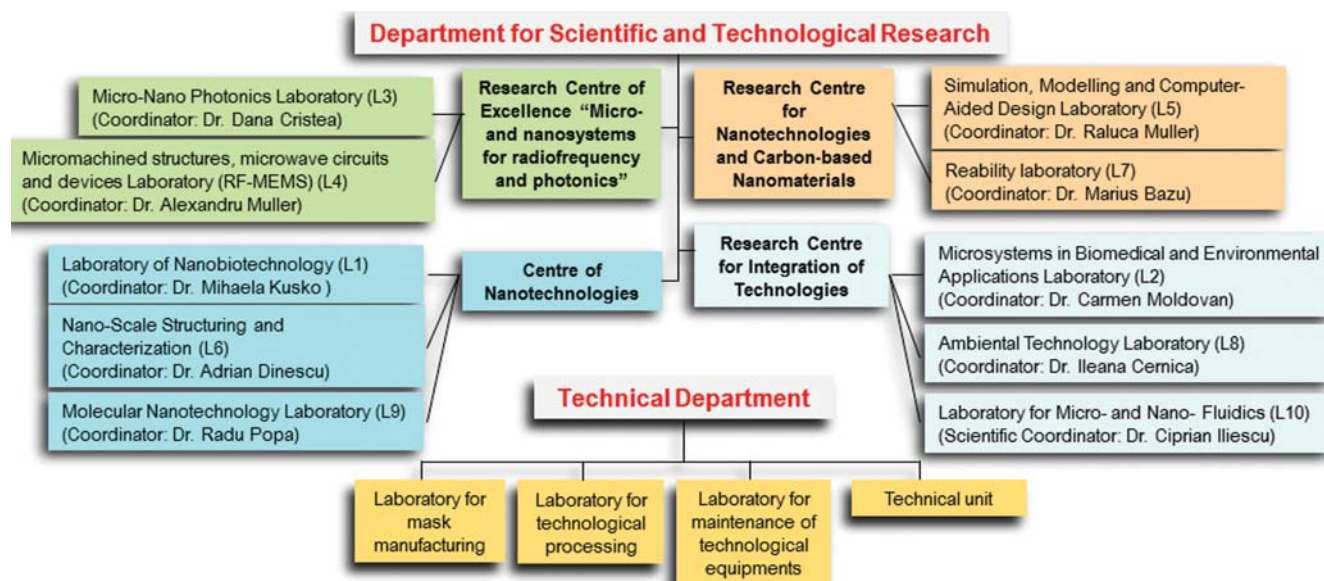 Department for Scientific and Technological Research
Micro-Nano Photonics Laboratory (L3)
(Coordinator: Dr. Dana Cristea)
Micromachined structures, microwave circuits
and devices Laboratory (RF-MEMS) (L4)
(Coordinator: Dr. Alexandru Muller)
Research Centre of
Excellence “Micro-
and nanosystems
for radiofrequency
and photonics”
Research Centre
for
Nanotechnologies
and Carbon-based
Nanomaterials
Simulation, Modelling and Computer-
Aided Design Laboratory (L5)
(Coordinator: Dr. Raluca Muller)
Reability laboratory (L7)
(Coordinator: Dr. Marius Bazu)
Laboratory of Nanobiotechnology (L1)
(Coordinator: Dr. Mihaela Kusko )
Nano-Scale Structuring and
Characterization (L6)
(Coordinator: Dr. Adrian Dinescu)
Molecular Nanotechnology Laboratory (L9)
(Coordinator: Dr. Radu Popa)
Centre of
Nanotechnologies
Research Centre
for Integration of
Technologies
Microsystems in Biomedical and Environmental
Applications Laboratory (L2)
(Coordinator: Dr. Carmen Moldovan)
Ambiental Technology Laboratory (L8)
(Coordinator: Dr. Ileana Cernica)
Laboratory for Micro- and Nano- Fluidics (L10)
(Scientific Coordinator: Dr. Ciprian Iliescu)
Technical Department
Laboratory for
mask
manufacturing
Laboratory for
technological
processing
Laboratory for
maintenance of
technological
equipments
Technical unit